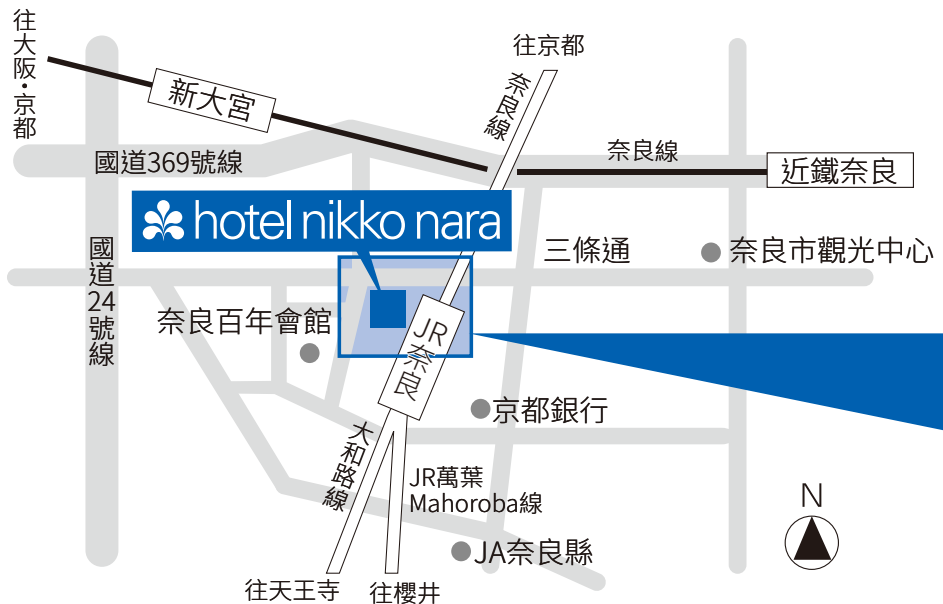 往大阪・京都
往京都
新大宮
奈良線
國道369號線
奈良線
近鐵奈良
hotel nikko nara
國道24號線
三條通
奈良市觀光中心
奈良百年會館
JR奈良
京都銀行
大和路線
JR萬葉
Mahoroba線
N
JA奈良縣
往天王寺
往櫻井